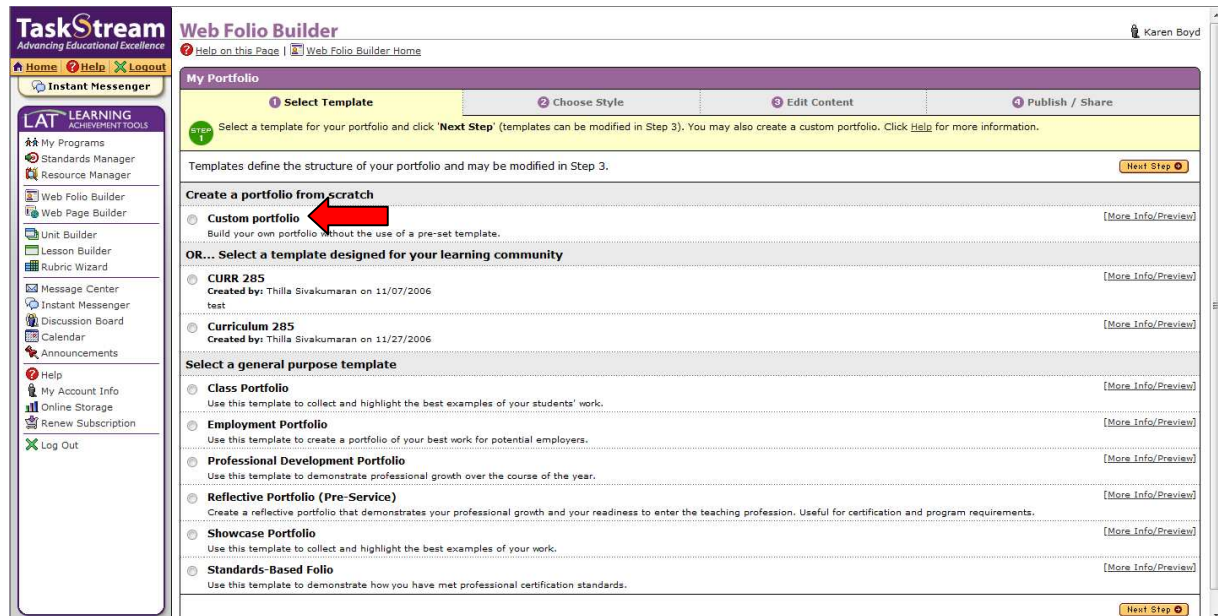 TaskStream
Advancing Educational Excellence
Home Help Logout
Instant Messenger
LAT LEARNING
ACHIEVEMENT TOOLS
My Programs
Standards Manager
Resource Manager
Web Folio Builder
Web Page Builder
Unit Builder
Lesson Builder
Rubric Wizard
Message Center
Instant Messenger
Discussion Board
Calendar
Announcements
Help
My Account Info
Online Storage
Renew Subscription
Log Out
Web Folio Builder
Karen Boyd
Help on this Page | Web Folio Builder Home
My Portfolio
1 Select Template 2 Choose Style 3 Edit Content 4 Publish / Share
STEP 1 Select a template for your portfolio and click 'Next Step' (templates can be modified in Step 3). You may also create a custom portfolio. Click Help for more information.
Templates define the structure of your portfolio and may be modified in Step 3. Next Step
Create a portfolio from scratch
Custom portfolio [More Info/Preview]
Build your own portfolio without the use of a pre-set template.
OR... Select a template designed for your learning community
CURR 285 [More Info/Preview]
Created by: Thilla Sivakumaran on 11/07/2006
test
Curriculum 285 [More Info/Preview]
Created by: Thilla Sivakumaran on 11/27/2006
Select a general purpose template
Class Portfolio [More Info/Preview]
Use this template to collect and highlight the best examples of your students' work.
Employment Portfolio [More Info/Preview]
Use this template to create a portfolio of your best work for potential employers.
Professional Development Portfolio [More Info/Preview]
Use this template to demonstrate professional growth over the course of the year.
Reflective Portfolio (Pre-Service) [More Info/Preview]
Create a reflective portfolio that demonstrates your professional growth and your readiness to enter the teaching profession. Useful for certification and program requirements.
Showcase Portfolio [More Info/Preview]
Use this template to collect and highlight the best examples of your work.
Standards-Based Folio [More Info/Preview]
Use this template to demonstrate how you have met professional certification standards.
Next Step